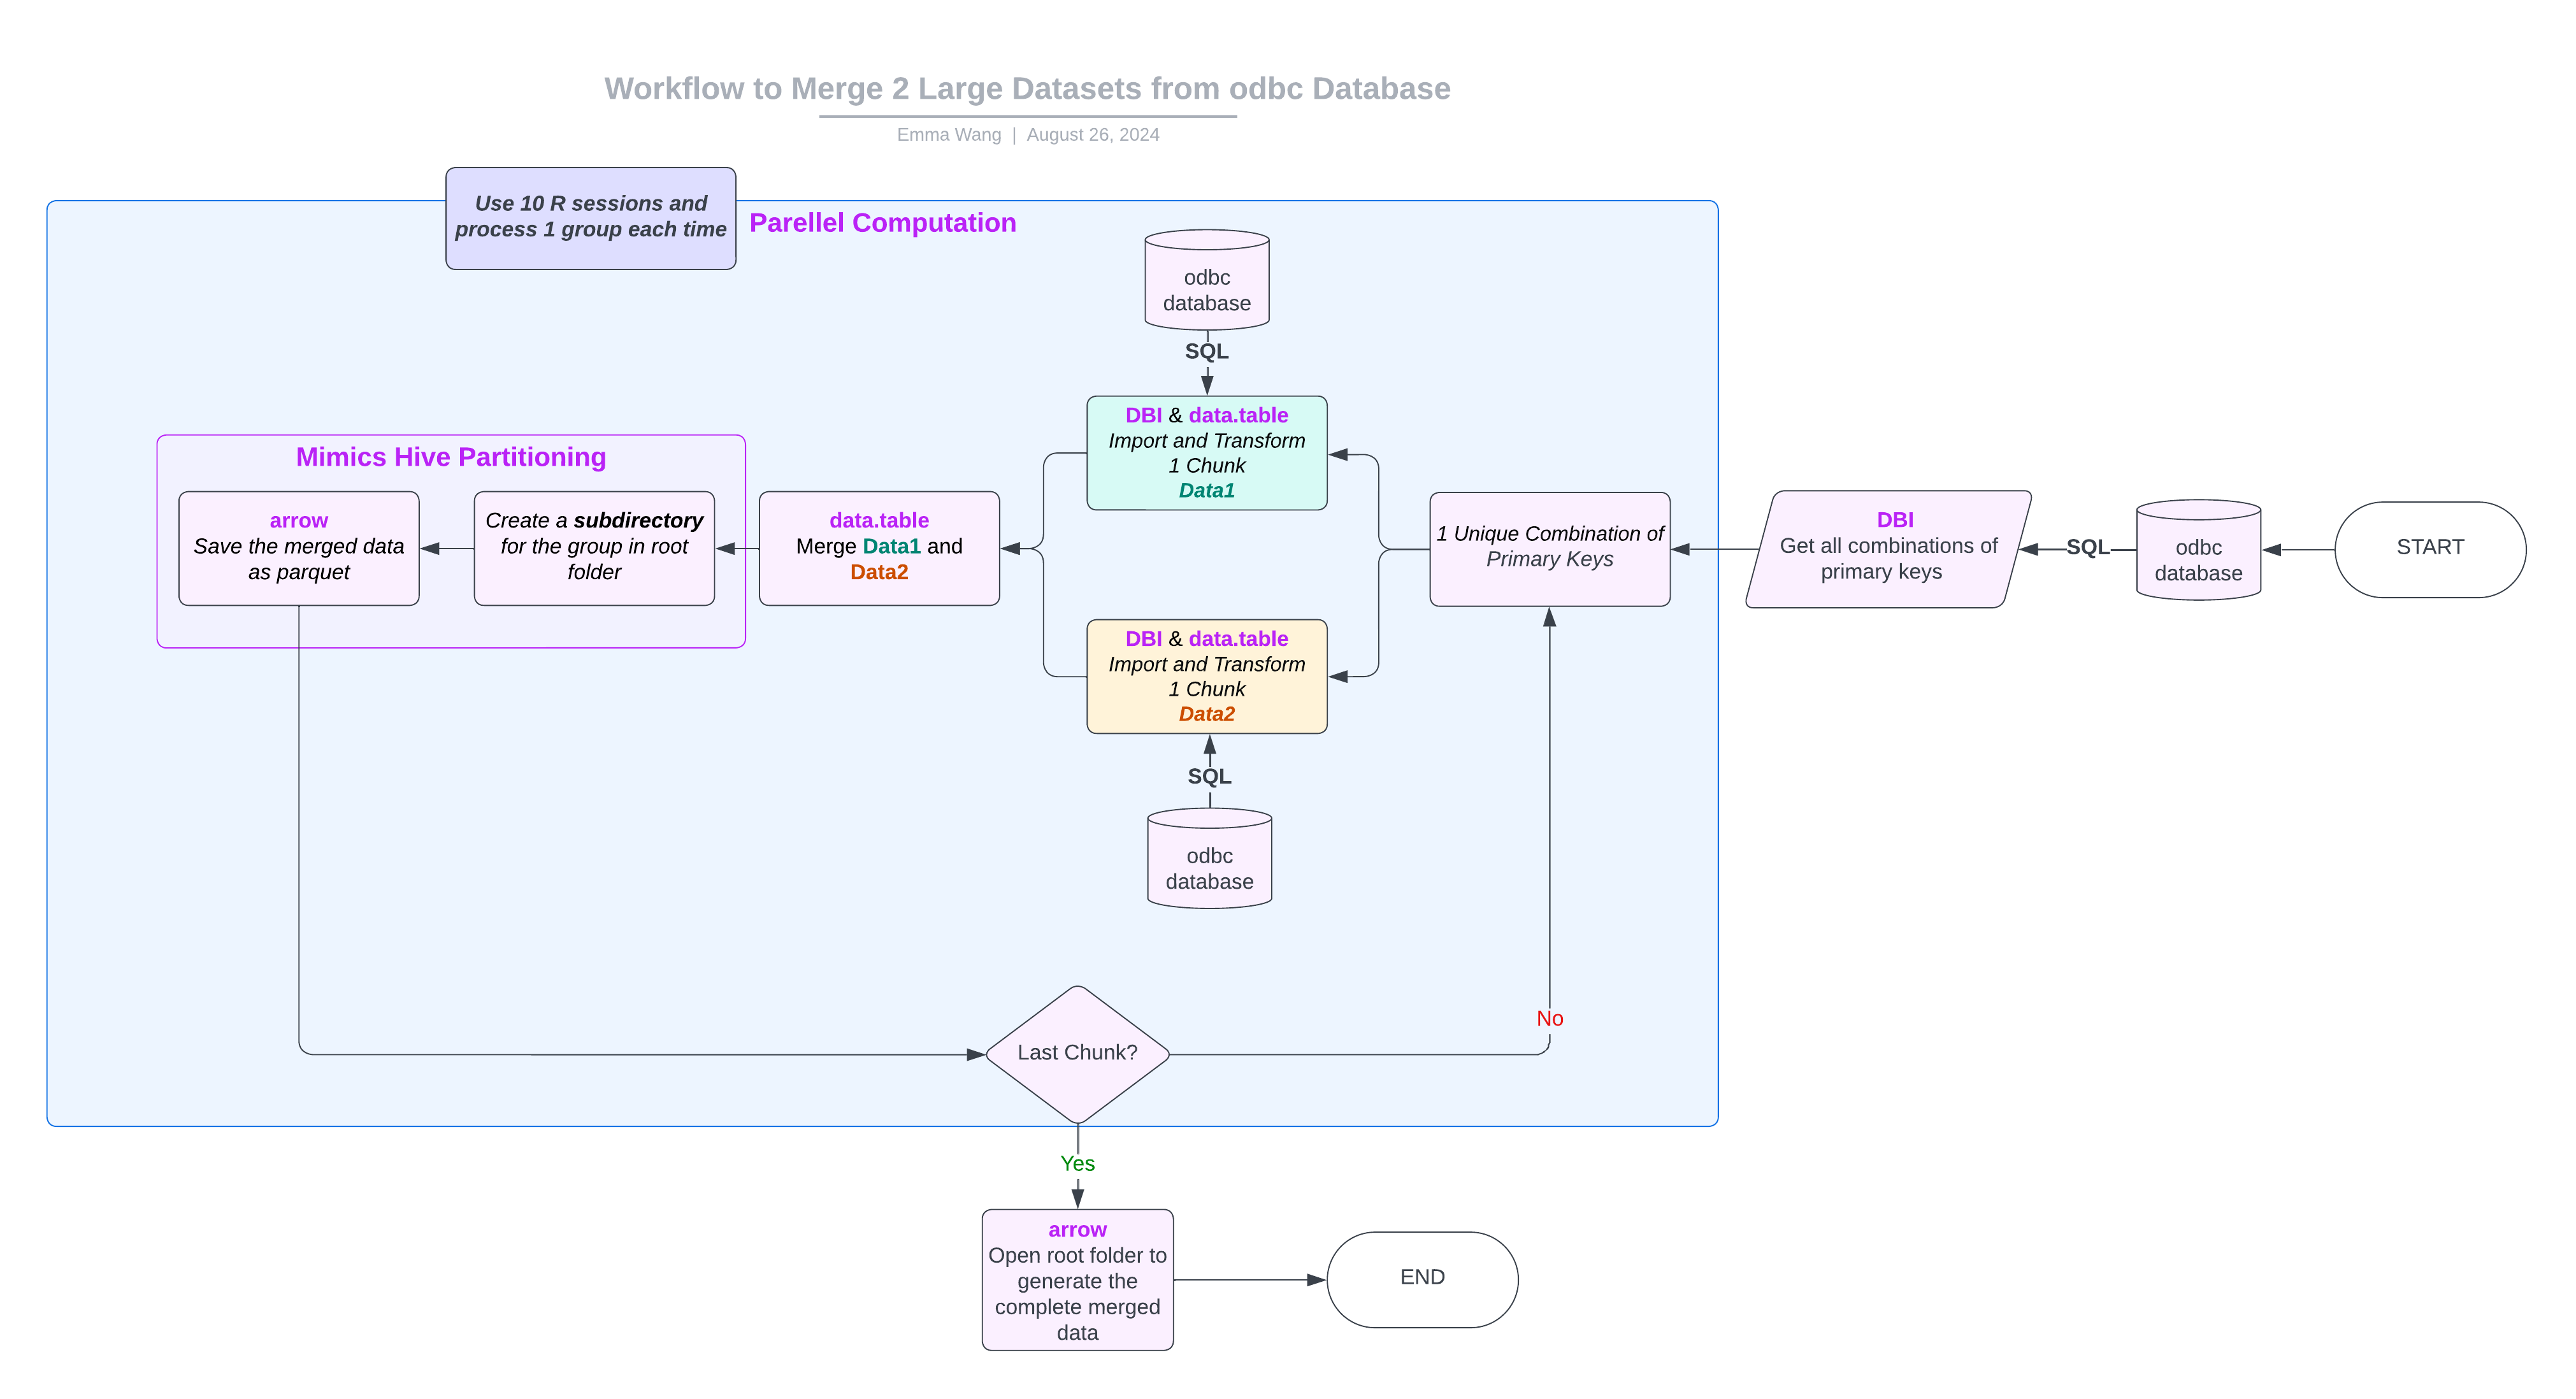 Workflow to Merge 2 Large Datasets from odbc Database
Emma Wang | August 26, 2024
Use 10 R sessions and
process 1 group each time
Parellel Computation
odbc
database
SQL
DBI & data.table
Import and Transform
1 Chunk
Data1
Mimics Hive Partitioning
arrow
Save the merged data
as parquet
Create a subdirectory
for the group in root
folder
data.table
Merge Data1 and
Data2
1 Unique Combination of
Primary Keys
DBI
Get all combinations of
primary keys
SQL
odbc
database
START
DBI & data.table
Import and Transform
1 Chunk
Data2
SQL
odbc
database
No
Last Chunk?
Yes
arrow
Open root folder to
generate the
complete merged
data
END